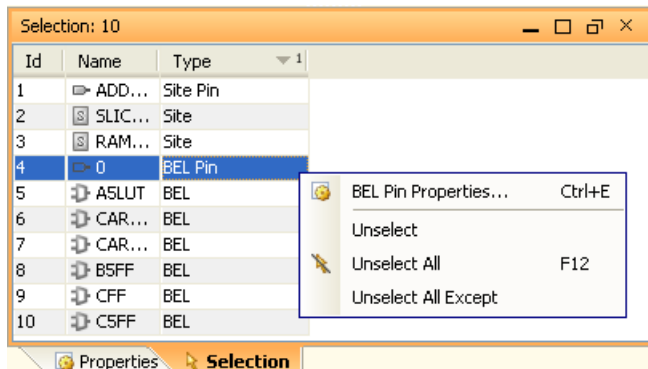 Selection: 10
Id Name Type 1
1 ADD... Site Pin
2 S SLIC... Site
3 S RAM... Site
4 0 BEL Pin
5 A5LUT BEL
6 CAR... BEL
7 CAR... BEL
8 B5FF BEL
9 CFF BEL
10 C5FF BEL
BEL Pin Properties... Ctrl+E
Unselect
Unselect All F12
Unselect All Except
Properties Selection